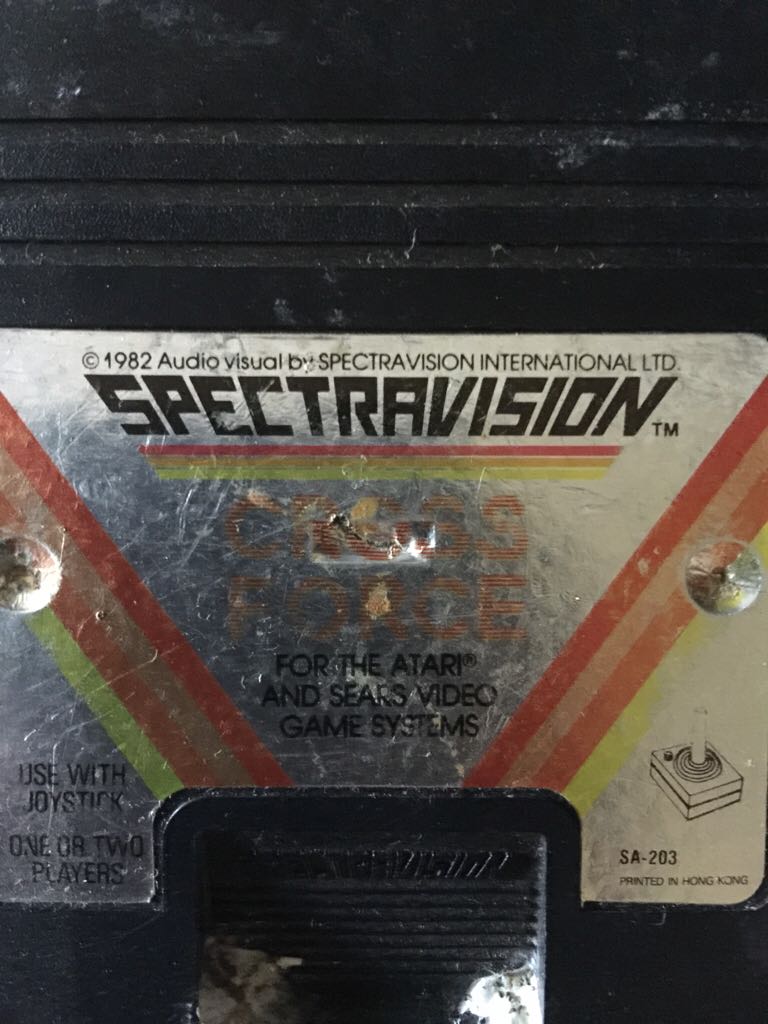 © 1982 Audio visual by SPECTRAVISION INTERNATIONAL LTD.
SPECTRAVISION™
CROSS
FORCE
FOR THE ATARI®
AND SEARS VIDEO
GAME SYSTEMS
USE WITH
JOYSTICK
ONE OR TWO
PLAYERS
SA-203
PRINTED IN HONG KONG
SPECTRAVISION